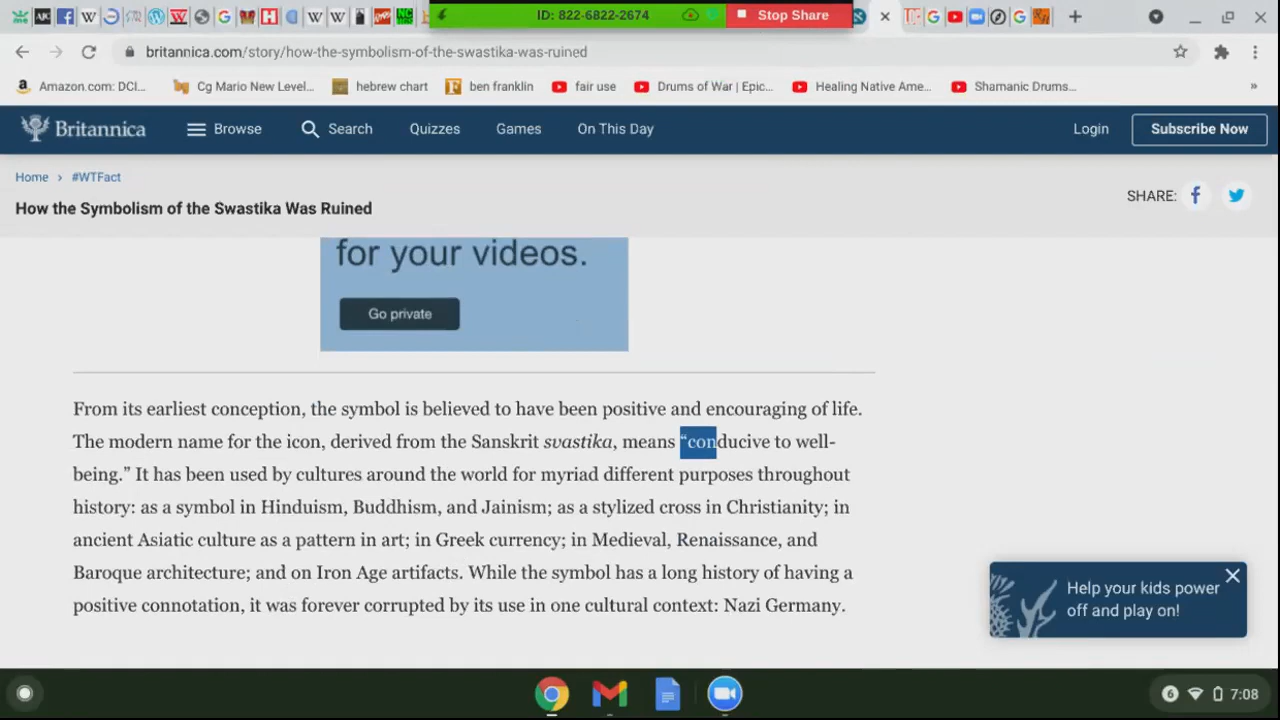 ID: 822-6822-2674
Stop Share
britannica.com/story/how-the-symbolism-of-the-swastika-was-ruined
Amazon.com: DCI...
Cg Mario New Level...
hebrew chart
ben franklin
fair use
Drums of War | Epic...
Healing Native Ame...
Shamanic Drums...
»
Britannica
Browse
Search
Quizzes
Games
On This Day
Login
Subscribe Now
Home > #WTFact
SHARE:
How the Symbolism of the Swastika Was Ruined
for your videos.
Go private
From its earliest conception, the symbol is believed to have been positive and encouraging of life.
The modern name for the icon, derived from the Sanskrit svastika, means “conducive to well-
being.” It has been used by cultures around the world for myriad different purposes throughout
history: as a symbol in Hinduism, Buddhism, and Jainism; as a stylized cross in Christianity; in
ancient Asiatic culture as a pattern in art; in Greek currency; in Medieval, Renaissance, and
Baroque architecture; and on Iron Age artifacts. While the symbol has a long history of having a
positive connotation, it was forever corrupted by its use in one cultural context: Nazi Germany.
Help your kids power
off and play on!
6
7:08